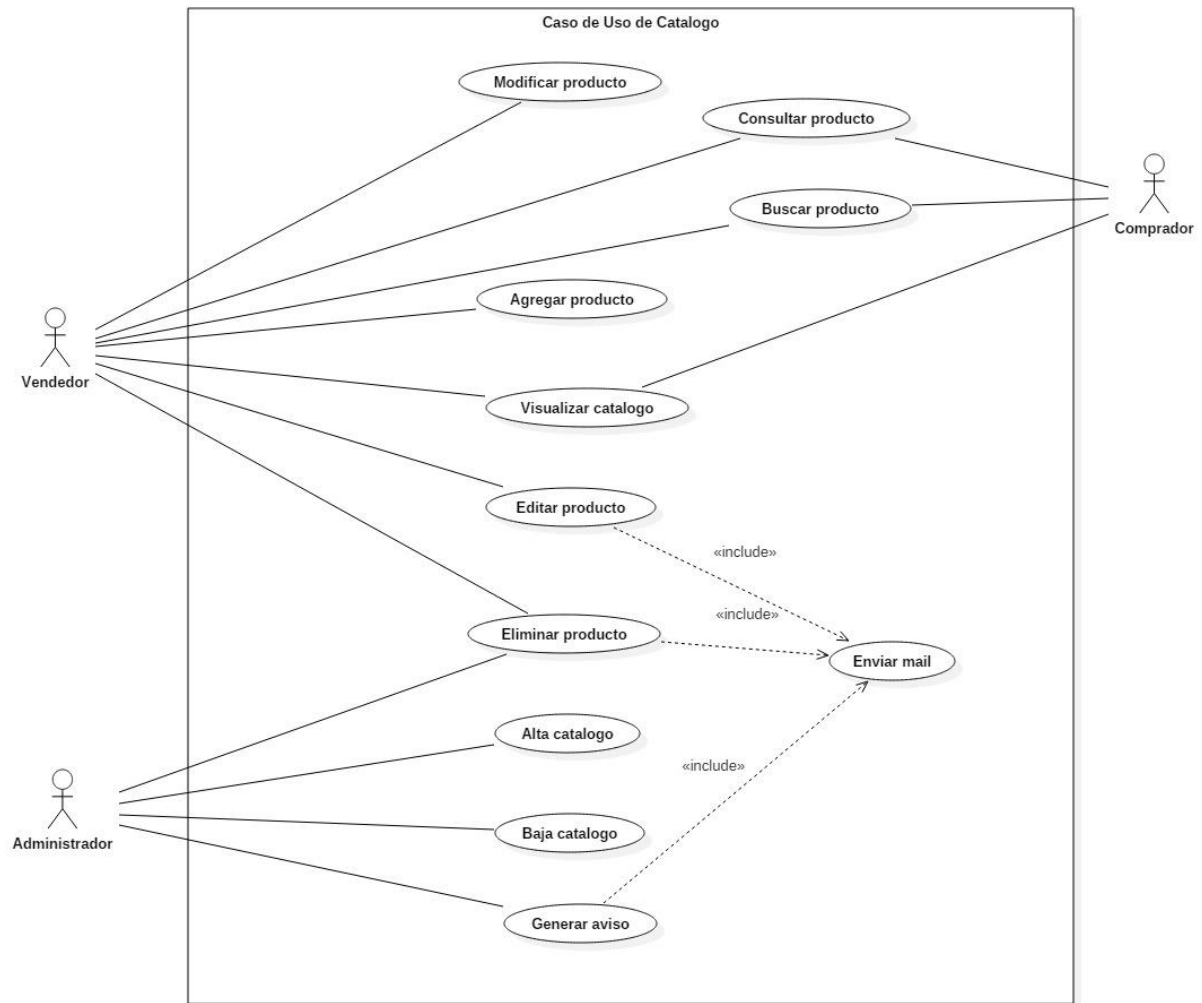 Caso de Uso de Catalogo
Modificar producto
Consultar producto
Buscar producto
Comprador
Agregar producto
Vendedor
Visualizar catalogo
Editar producto
«include»
«include»
Eliminar producto
Enviar mail
Alta catalogo
«include»
Baja catalogo
Administrador
Generar aviso